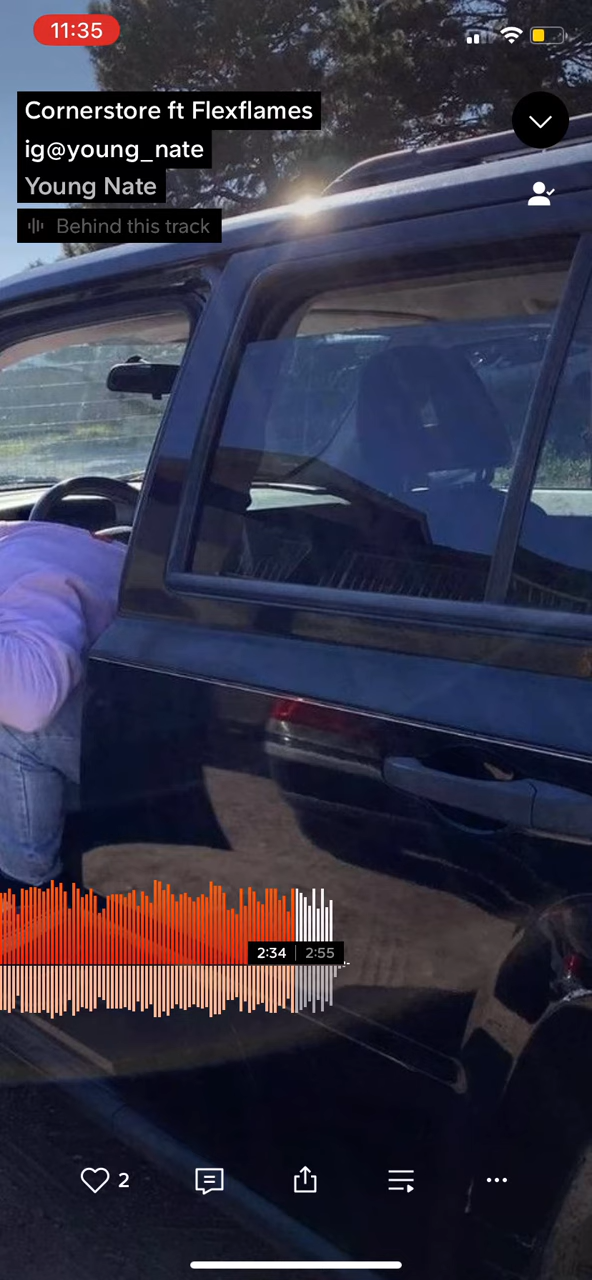 11:35
Cornerstore ft Flexflames
ig@young_nate
Young Nate
Behind this track
2:34 | 2:55
2